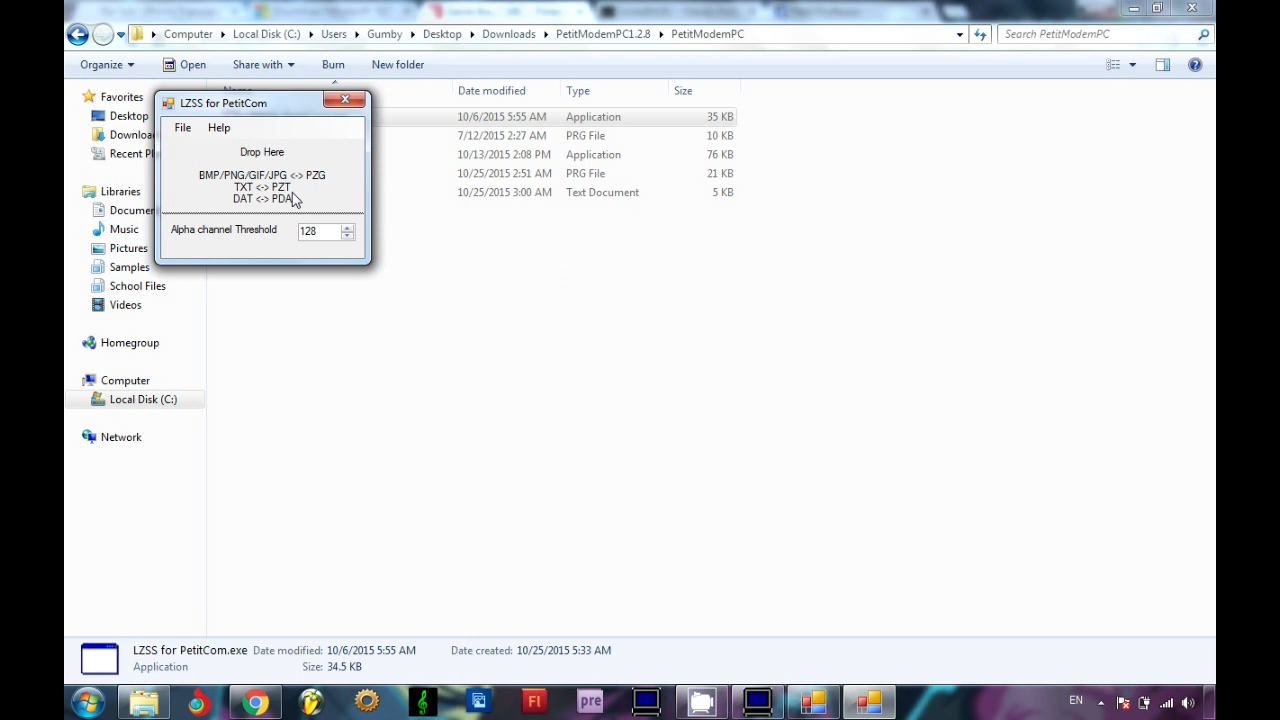 Computer
Local Disk (C:)
Users
Gumby
Desktop
Downloads
PetitModemPC1.2.8
PetitModemPC
Search PetitModemPC
Organize
Open
Share with
Burn
New folder
Date modified
Type
Size
10/6/2015 5:55 AM Application 35 KB
7/12/2015 2:27 AM PRG File 10 KB
10/13/2015 2:08 PM Application 76 KB
10/25/2015 2:51 AM PRG File 21 KB
10/25/2015 3:00 AM Text Document 5 KB
Favorites
Desktop
Downloa
Recent Pl
Libraries
Documen
Music
Pictures
Samples
School Files
Videos
Homegroup
Computer
Local Disk (C:)
Network
LZSS for PetitCom
File Help
Drop Here
BMP/PNG/GIF/JPG <-> PZG
TXT <-> PZT
DAT <-> PDA
Alpha channel Threshold 128
LZSS for PetitCom.exe Date modified: 10/6/2015 5:55 AM Date created: 10/25/2015 5:33 AM
Application Size: 34.5 KB
Fl
pre
EN